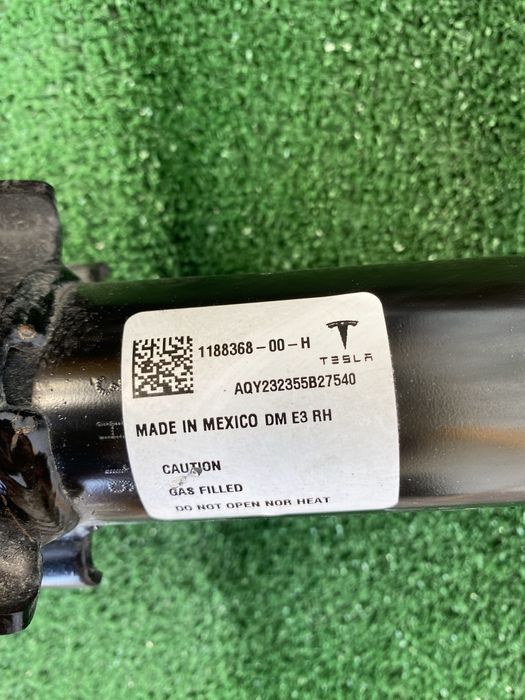 1188368-00-H
TESLA
AQY232355B27540
MADE IN MEXICO DM E3 RH
CAUTION
GAS FILLED
DO NOT OPEN NOR HEAT